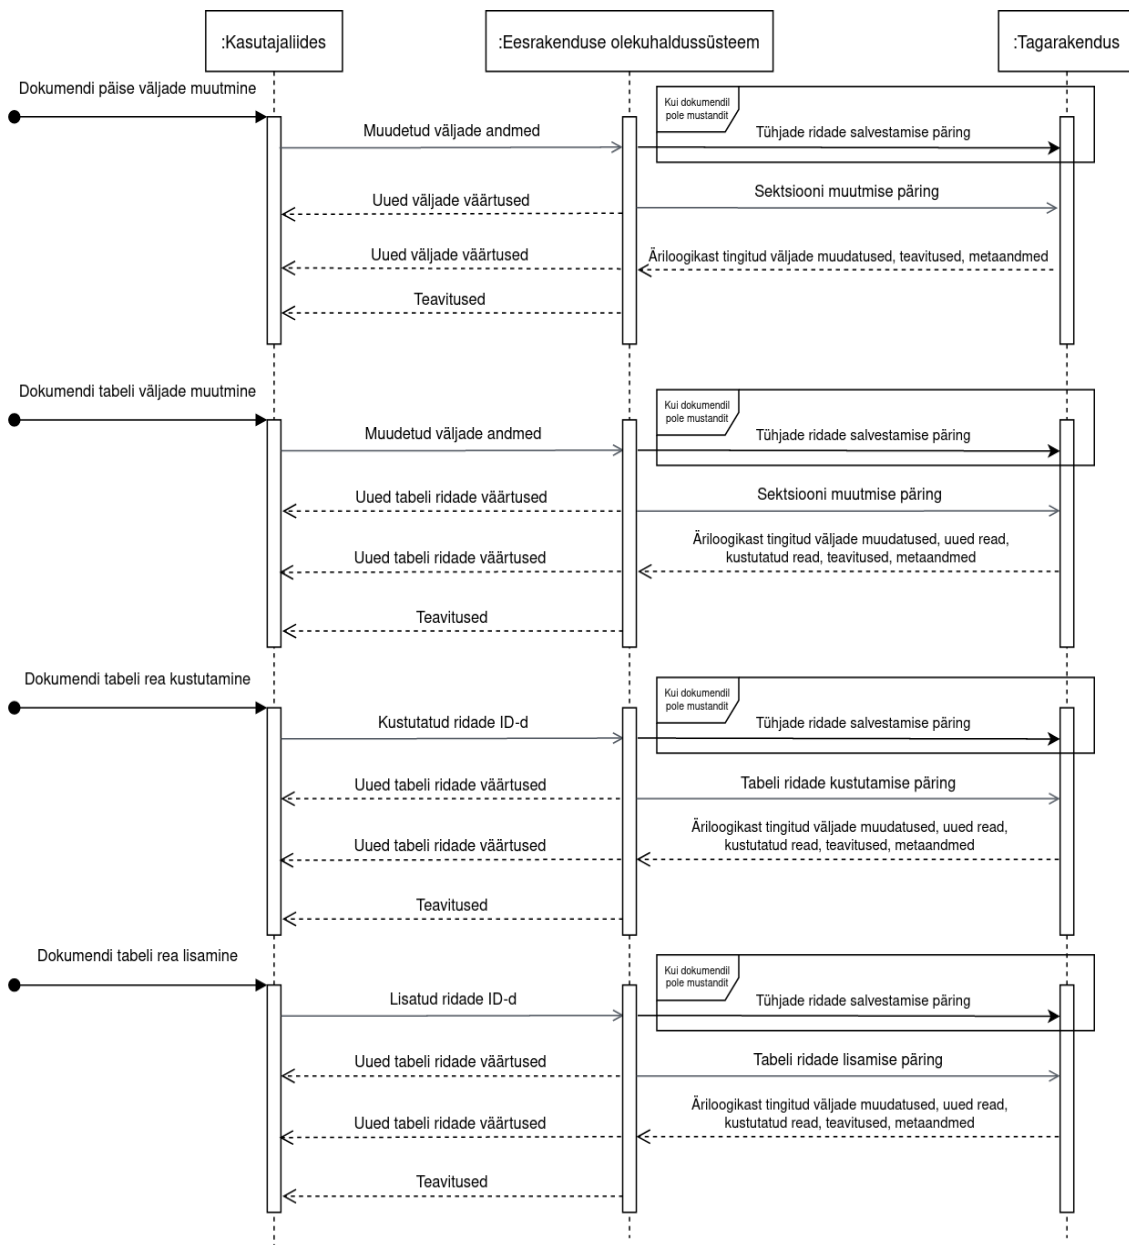 :Kasutajaliides
:Eesrakenduse olekuhaldussüsteem
:Tagarakendus
Dokumendi päise väljade muutmine
Kui dokumendil
pole mustandit
Muudetud väljade andmed
Tühjade ridade salvestamise päring
Uued väljade väärtused
Sektsiooni muutmise päring
Uued väljade väärtused
Äriloogikast tingitud väljade muudatused, teavitused, metaandmed
Teavitused
Dokumendi tabeli väljade muutmine
Kui dokumendil
pole mustandit
Muudetud väljade andmed
Tühjade ridade salvestamise päring
Uued tabeli ridade väärtused
Sektsiooni muutmise päring
Äriloogikast tingitud väljade muudatused, uued read,
kustutatud read, teavitused, metaandmed
Uued tabeli ridade väärtused
Teavitused
Dokumendi tabeli rea kustutamine
Kui dokumendil
pole mustandit
Kustutatud ridade ID-d
Tühjade ridade salvestamise päring
Uued tabeli ridade väärtused
Tabeli ridade kustutamise päring
Äriloogikast tingitud väljade muudatused, uued read,
kustutatud read, teavitused, metaandmed
Uued tabeli ridade väärtused
Teavitused
Dokumendi tabeli rea lisamine
Kui dokumendil
pole mustandit
Lisatud ridade ID-d
Tühjade ridade salvestamise päring
Uued tabeli ridade väärtused
Tabeli ridade lisamise päring
Äriloogikast tingitud väljade muudatused, uued read,
kustutatud read, teavitused, metaandmed
Uued tabeli ridade väärtused
Teavitused